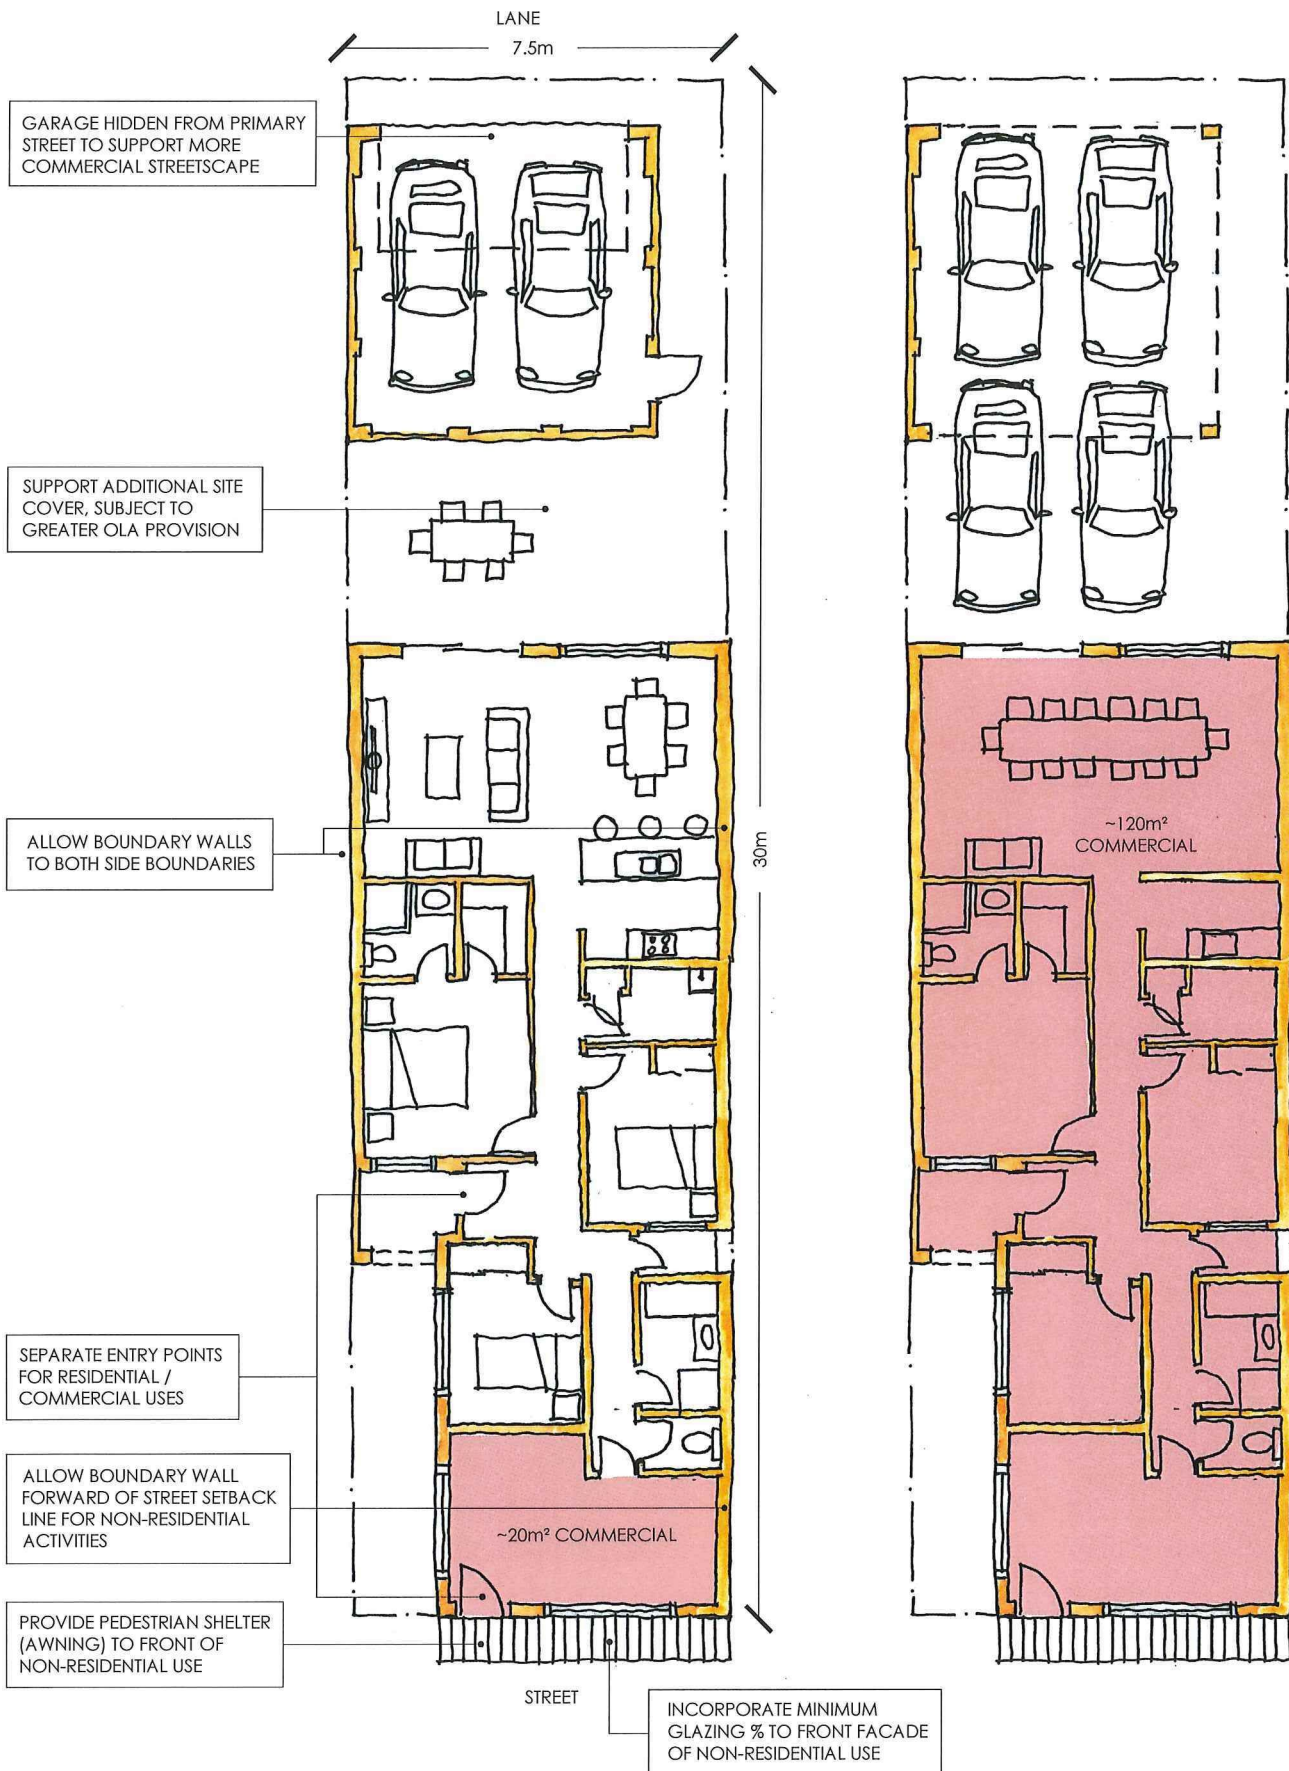 LANE
7.5m
GARAGE HIDDEN FROM PRIMARY
STREET TO SUPPORT MORE
COMMERCIAL STREETSCAPE
SUPPORT ADDITIONAL SITE
COVER, SUBJECT TO
GREATER OLA PROVISION
ALLOW BOUNDARY WALLS
TO BOTH SIDE BOUNDARIES
30m
~120m²
COMMERCIAL
SEPARATE ENTRY POINTS
FOR RESIDENTIAL /
COMMERCIAL USES
ALLOW BOUNDARY WALL
FORWARD OF STREET SETBACK
LINE FOR NON-RESIDENTIAL
ACTIVITIES
~20m² COMMERCIAL
PROVIDE PEDESTRIAN SHELTER
(AWNING) TO FRONT OF
NON-RESIDENTIAL USE
STREET
INCORPORATE MINIMUM
GLAZING % TO FRONT FACADE
OF NON-RESIDENTIAL USE